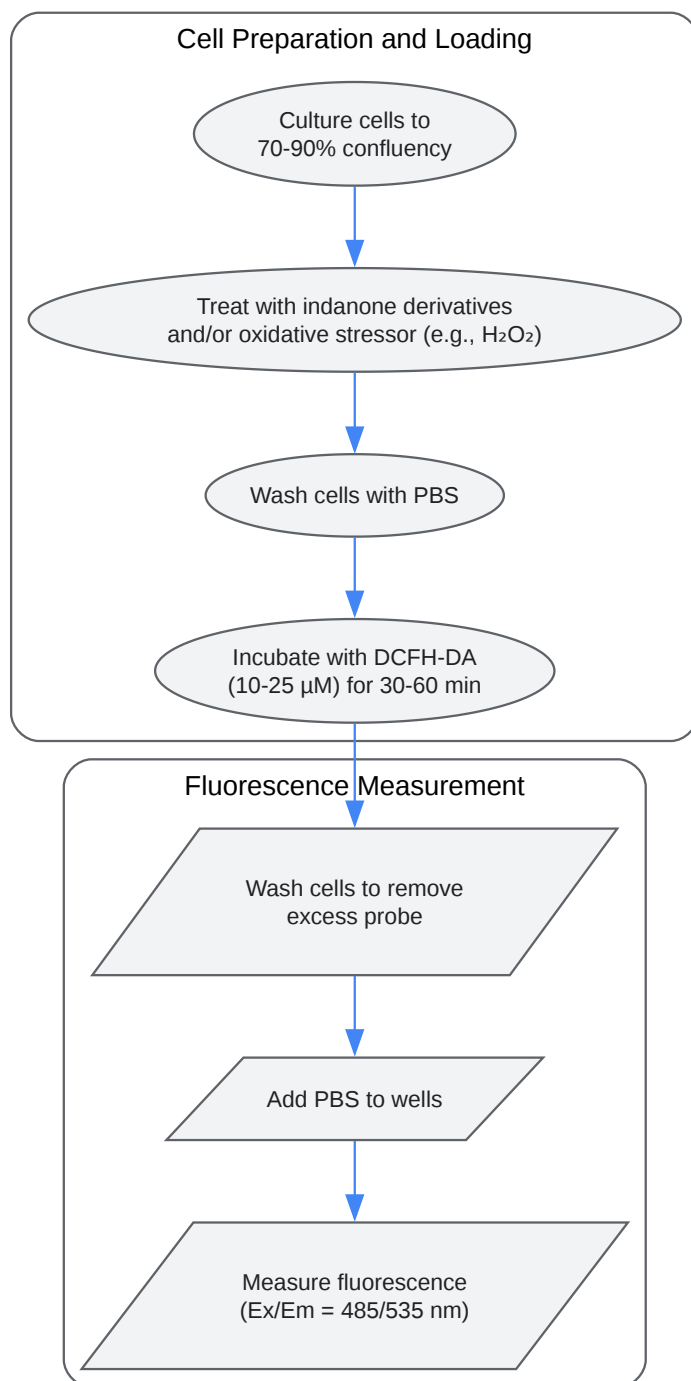 Cell Preparation and Loading
Culture cells to
70-90% confluency
Treat with indanone derivatives
and/or oxidative stressor (e.g., H₂O₂)
Wash cells with PBS
Incubate with DCFH-DA
(10-25 µM) for 30-60 min
Fluorescence Measurement
Wash cells to remove
excess probe
Add PBS to wells
Measure fluorescence
(Ex/Em = 485/535 nm)